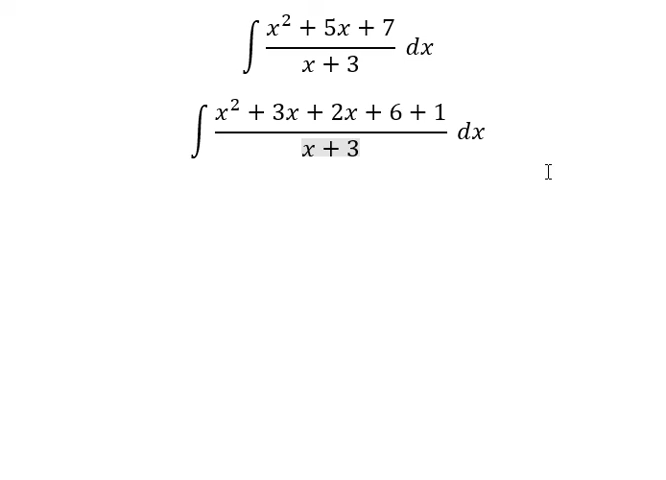 ∫ (x² + 5x + 7)/(x + 3) dx
∫ (x² + 3x + 2x + 6 + 1)/(x + 3) dx